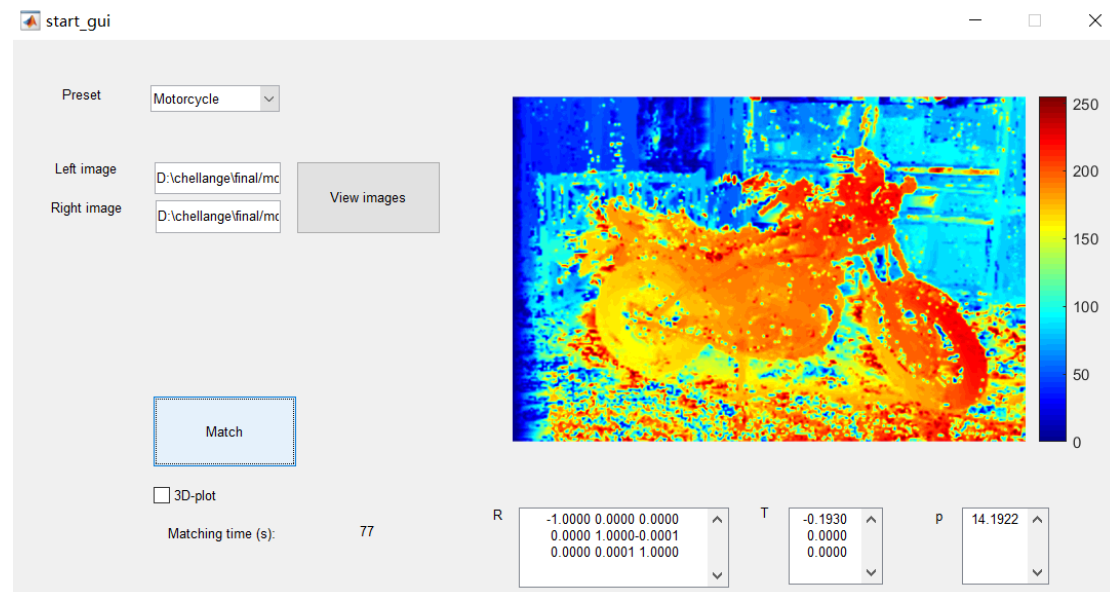 start_gui
Preset
Motorcycle
Left image
D:\chellange\final/mc
Right image
D:\chellange\final/mc
View images
Match
3D-plot
Matching time (s):
77
250
200
150
100
50
0
R
-1.0000 0.0000 0.0000
0.0000 1.0000-0.0001
0.0000 0.0001 1.0000
T
-0.1930
0.0000
0.0000
p
14.1922